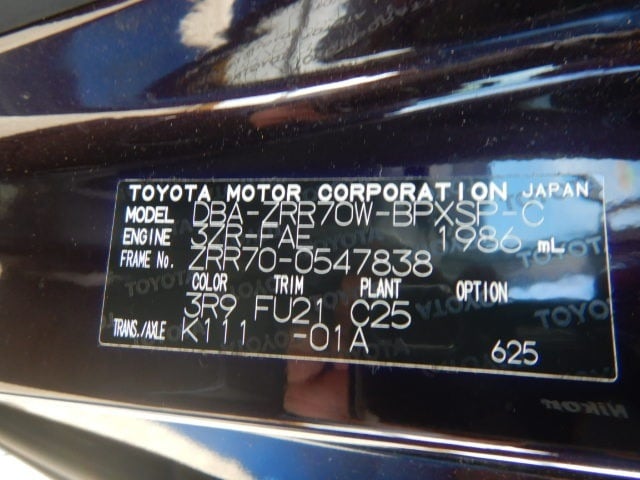 TOYOTA MOTOR CORPORATION JAPAN
MODEL DBA-ZRR70W-BPXSP-C
ENGINE 3ZR-FAE 1986 mL
FRAME No. ZRR70-0547838
COLOR TRIM PLANT OPTION
3R9 FU21 C25
TRANS./AXLE K111 -01A
625
Nikon